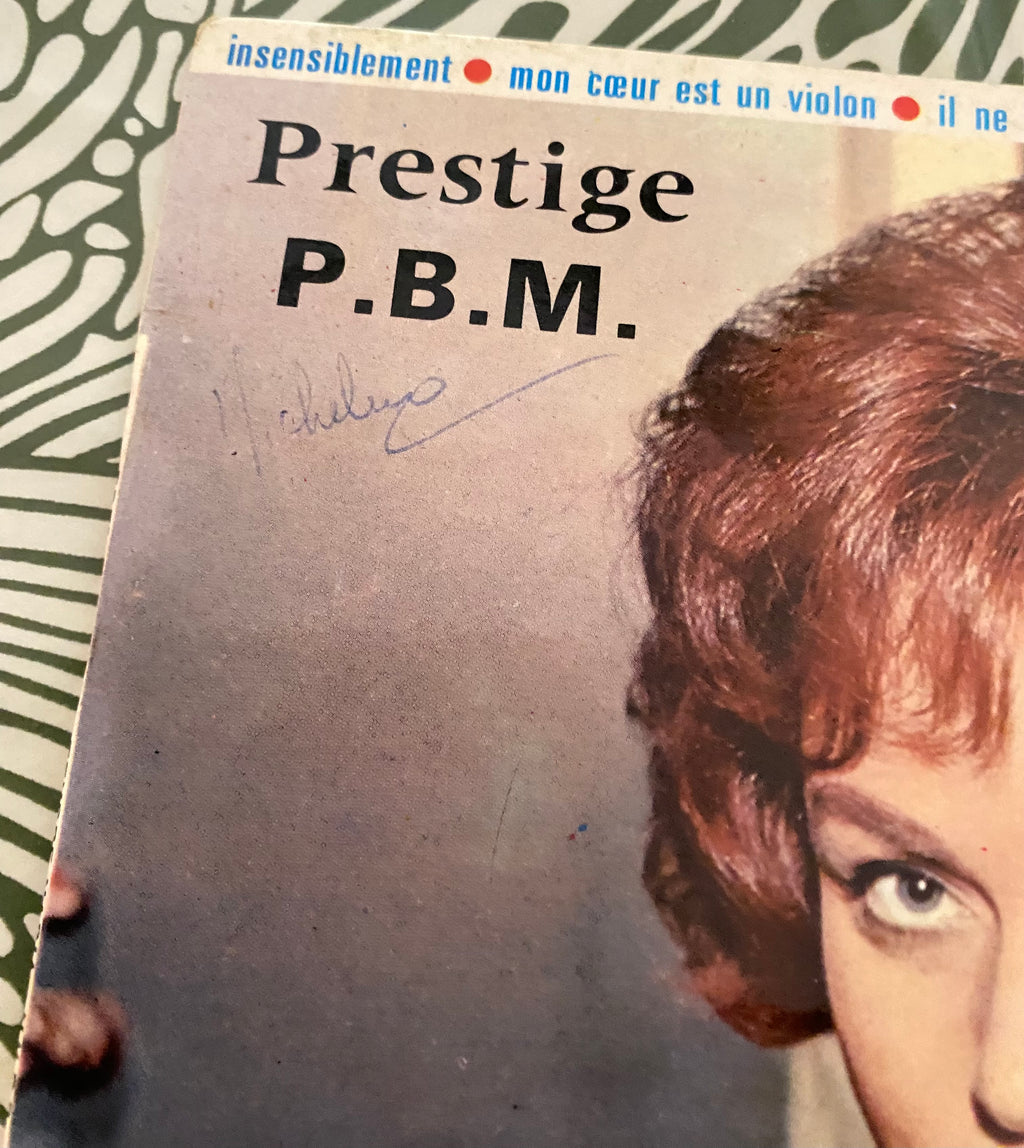 insensiblement ● mon cœur est un violon ● il ne
Prestige
P.B.M.